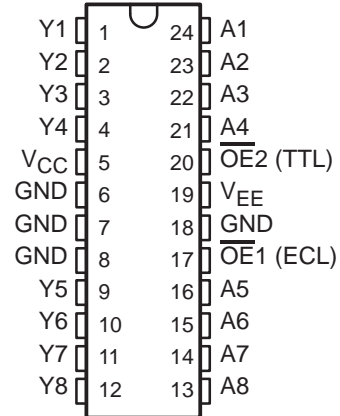 Y1 1 24 A1
Y2 2 23 A2
Y3 3 22 A3
Y4 4 21 A4
VCC 5 20 O̅E̅2 (TTL)
GND 6 19 VEE
GND 7 18 GND
GND 8 17 O̅E̅1 (ECL)
Y5 9 16 A5
Y6 10 15 A6
Y7 11 14 A7
Y8 12 13 A8